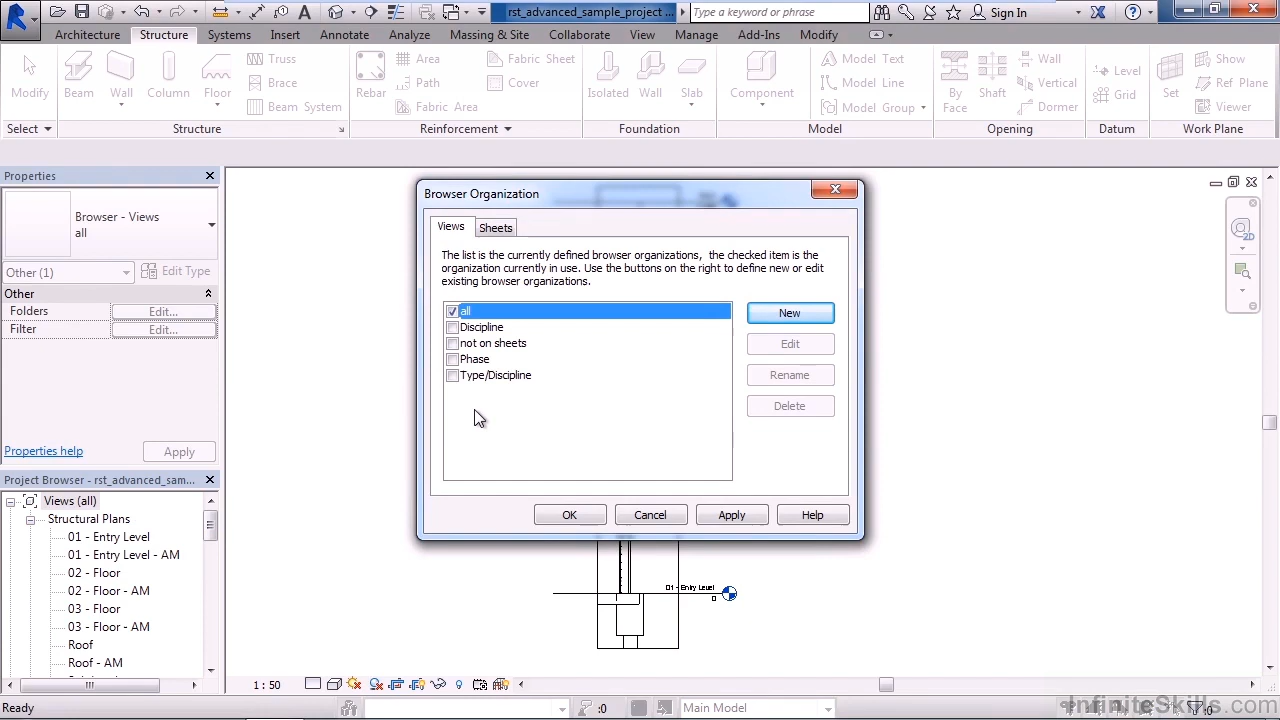 rst_advanced_sample_project ...
Type a keyword or phrase
Sign In
Architecture Structure Systems Insert Annotate Analyze Massing & Site Collaborate View Manage Add-Ins Modify
Modify
Beam
Wall
Column
Floor
Truss
Brace
Beam System
Rebar
Area
Path
Fabric Area
Fabric Sheet
Cover
Isolated
Wall
Slab
Component
Model Text
Model Line
Model Group
By Face
Shaft
Wall
Vertical
Dormer
Level
Grid
Set
Show
Ref Plane
Viewer
Select
Structure
Reinforcement
Foundation
Model
Opening
Datum
Work Plane
Properties
Browser - Views
all
Other (1)
Edit Type
Other
Folders Edit...
Filter Edit...
Properties help
Apply
Project Browser - rst_advanced_sam...
Views (all)
Structural Plans
01 - Entry Level
01 - Entry Level - AM
02 - Floor
02 - Floor - AM
03 - Floor
03 - Floor - AM
Roof
Roof - AM
Browser Organization
Views Sheets
The list is the currently defined browser organizations, the checked item is the
organization currently in use. Use the buttons on the right to define new or edit
existing browser organizations.
all
Discipline
not on sheets
Phase
Type/Discipline
New
Edit
Rename
Delete
OK Cancel Apply Help
01 - Entry Level
0
2D
1 : 50
Ready
:0
Main Model
:0
InfiniteSkills.com